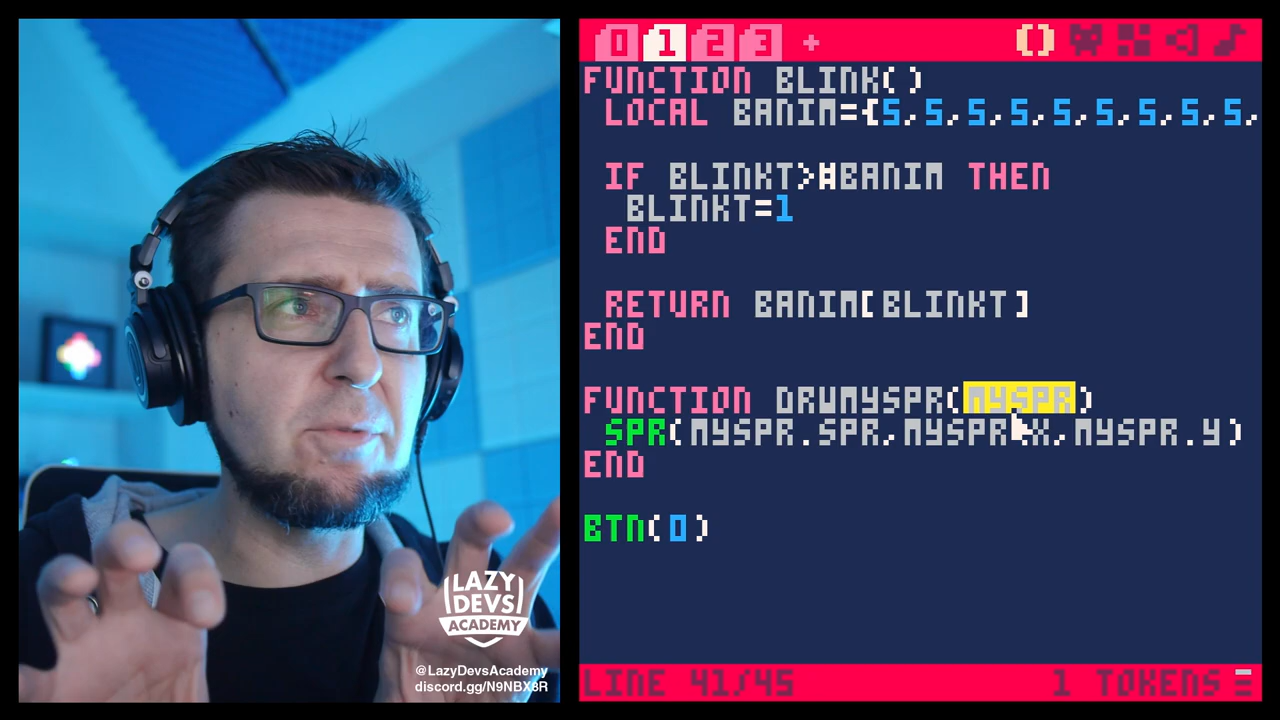 LAZY
DEVS
ACADEMY
@LazyDevsAcademy
discord.gg/N9NBX8R
0 1 2 3 +
FUNCTION BLINK()
LOCAL BANIM={5,5,5,5,5,5,5,5,5,
IF BLINKT>#BANIM THEN
BLINKT=1
END
RETURN BANIM[BLINKT]
END
FUNCTION DRWMYSPR(MYSPR)
SPR(MYSPR.SPR,MYSPR.X,MYSPR.Y)
END
BTN(0)
LINE 41/45 1 TOKENS